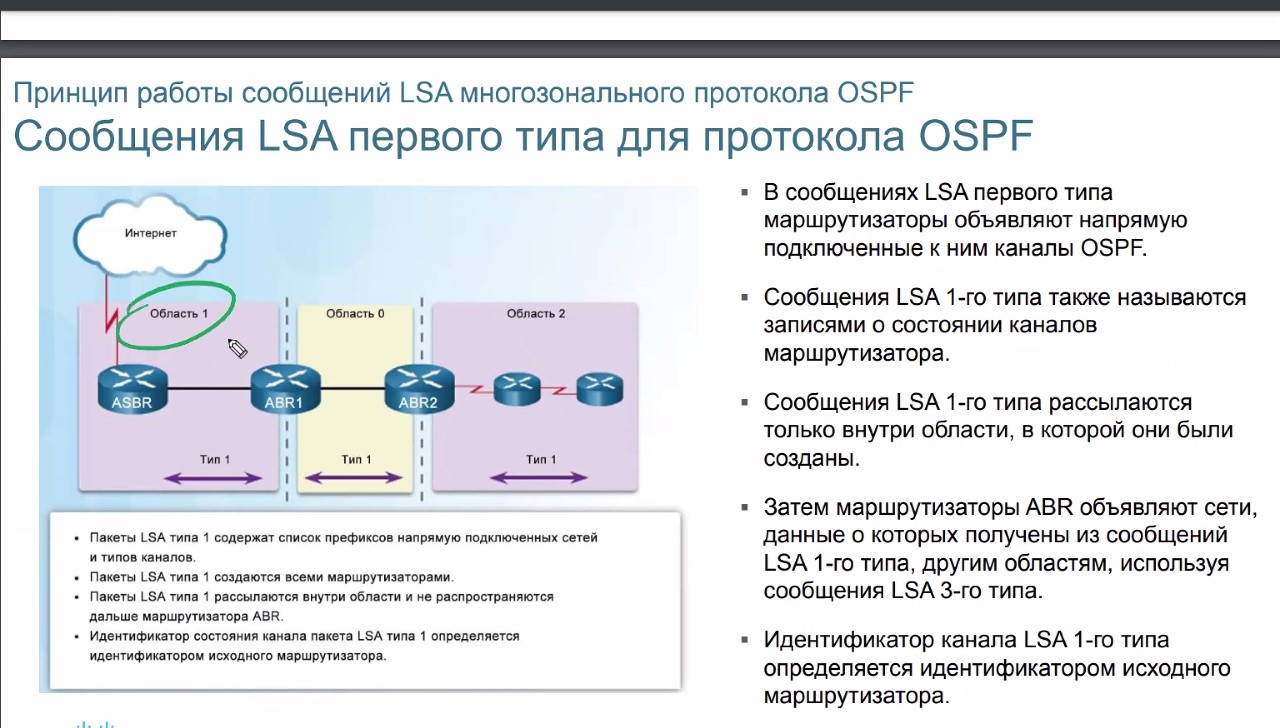 Принцип работы сообщений LSA многозонального протокола OSPF
Сообщения LSA первого типа для протокола OSPF
Интернет
Область 1
Область 0
Область 2
ASBR
ABR1
ABR2
Тип 1
Тип 1
Тип 1
• Пакеты LSA типа 1 содержат список префиксов напрямую подключенных сетей
и типов каналов.
• Пакеты LSA типа 1 создаются всеми маршрутизаторами.
• Пакеты LSA типа 1 рассылаются внутри области и не распространяются
дальше маршрутизатора ABR.
• Идентификатор состояния канала пакета LSA типа 1 определяется
идентификатором исходного маршрутизатора.
▪ В сообщениях LSA первого типа
маршрутизаторы объявляют напрямую
подключенные к ним каналы OSPF.
▪ Сообщения LSA 1-го типа также называются
записями о состоянии каналов
маршрутизатора.
▪ Сообщения LSA 1-го типа рассылаются
только внутри области, в которой они были
созданы.
▪ Затем маршрутизаторы ABR объявляют сети,
данные о которых получены из сообщений
LSA 1-го типа, другим областям, используя
сообщения LSA 3-го типа.
▪ Идентификатор канала LSA 1-го типа
определяется идентификатором исходного
маршрутизатора.